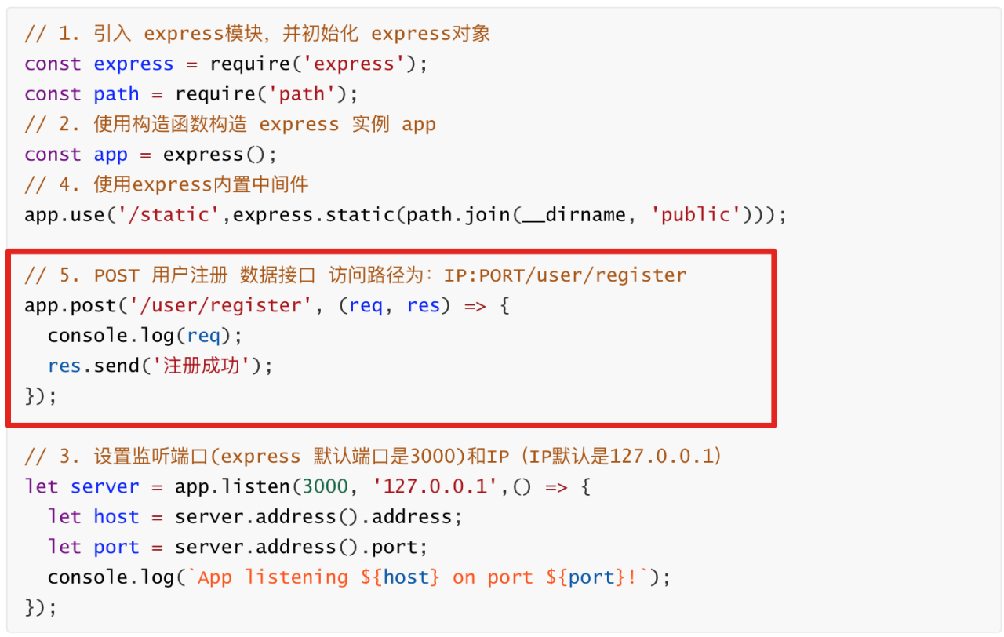 // 1. 引入 express模块，并初始化 express对象
const express = require('express');
const path = require('path');
// 2. 使用构造函数构造 express 实例 app
const app = express();
// 4. 使用express内置中间件
app.use('/static',express.static(path.join(__dirname, 'public')));
// 5. POST 用户注册 数据接口 访问路径为：IP:PORT/user/register
app.post('/user/register', (req, res) => {
  console.log(req);
  res.send('注册成功');
});
// 3. 设置监听端口(express 默认端口是3000)和IP（IP默认是127.0.0.1）
let server = app.listen(3000, '127.0.0.1',() => {
  let host = server.address().address;
  let port = server.address().port;
  console.log(`App listening ${host} on port ${port}!`);
});